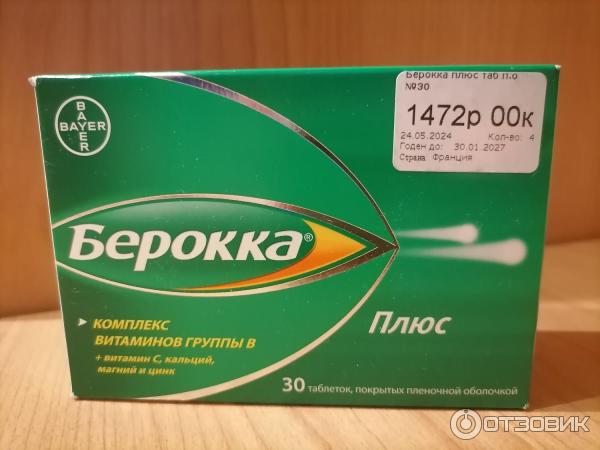 Берокка плюс таб п.о
№30
1472р 00к
24.05.2024 Кол-во: 4
Годен до: 30.01.2027
Страна Франция
BAYER
BAYER
Берокка®
Плюс
КОМПЛЕКС
ВИТАМИНОВ ГРУППЫ В
+ витамин С, кальций,
магний и цинк
30 таблеток, покрытых пленочной оболочкой
ОТЗОВИК